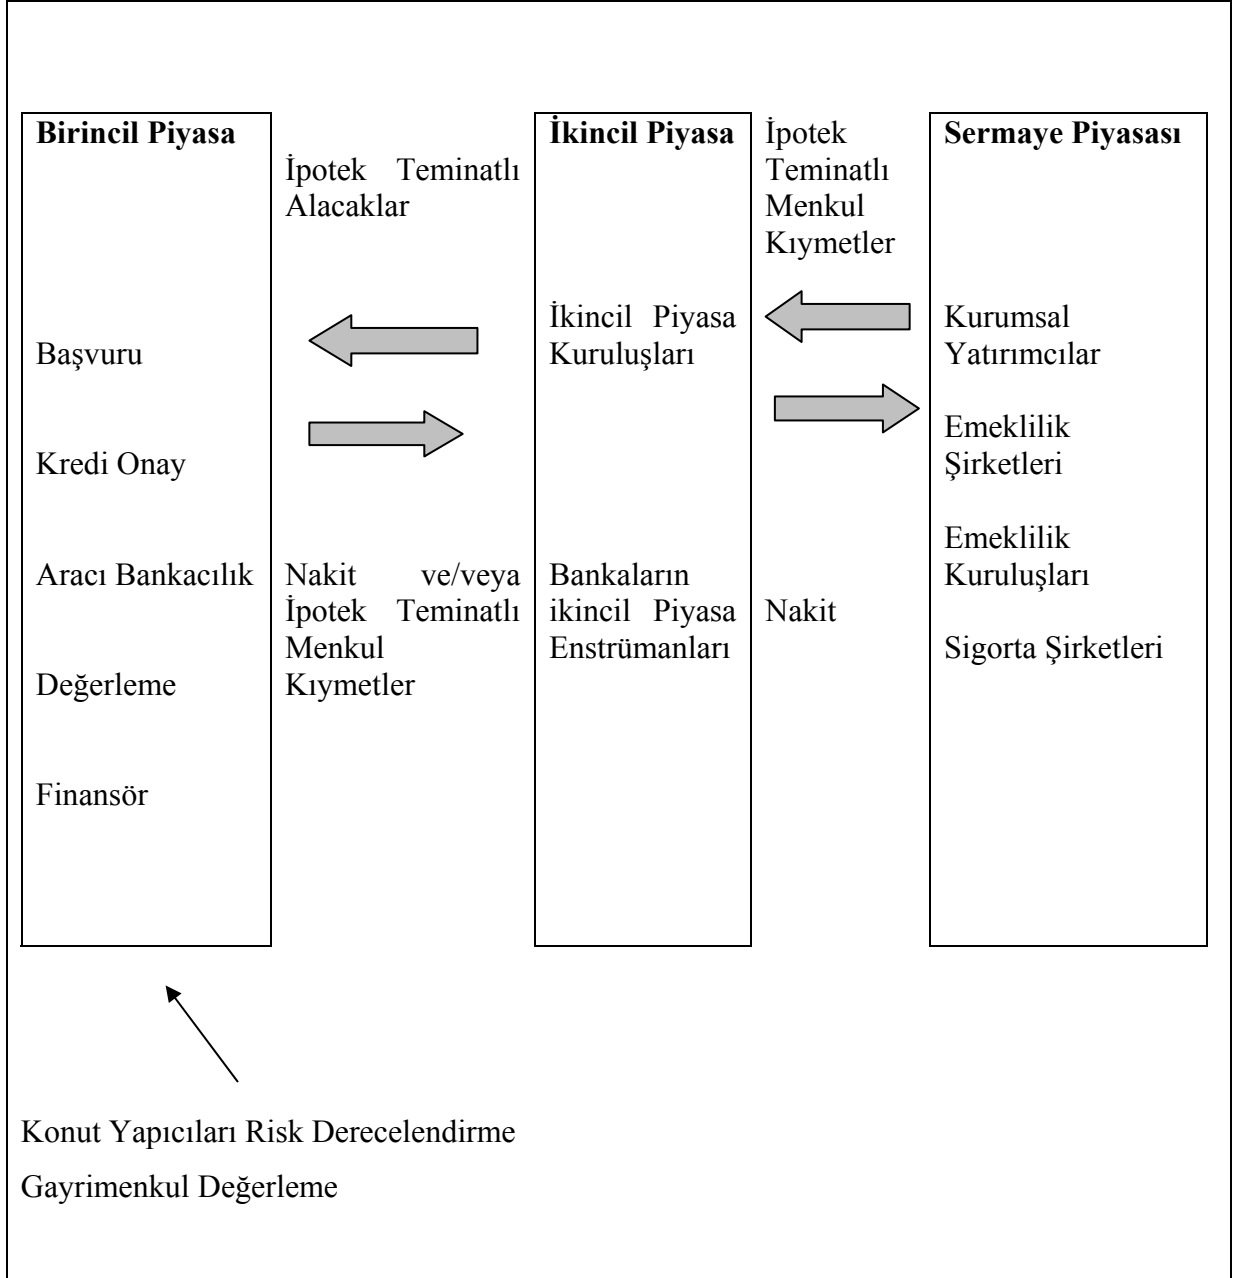 Birincil Piyasa
Başvuru
Kredi Onay
Aracı Bankacılık
Değerleme
Finansör
İpotek Teminatlı
Alacaklar
Nakit ve/veya
İpotek Teminatlı
Menkul
Kıymetler
İkincil Piyasa
İkincil Piyasa
Kuruluşları
Bankaların
ikincil Piyasa
Enstrümanları
İpotek
Teminatlı
Menkul
Kıymetler
Nakit
Sermaye Piyasası
Kurumsal
Yatırımcılar
Emeklilik
Şirketleri
Emeklilik
Kuruluşları
Sigorta Şirketleri
Konut Yapıcıları Risk Derecelendirme
Gayrimenkul Değerleme